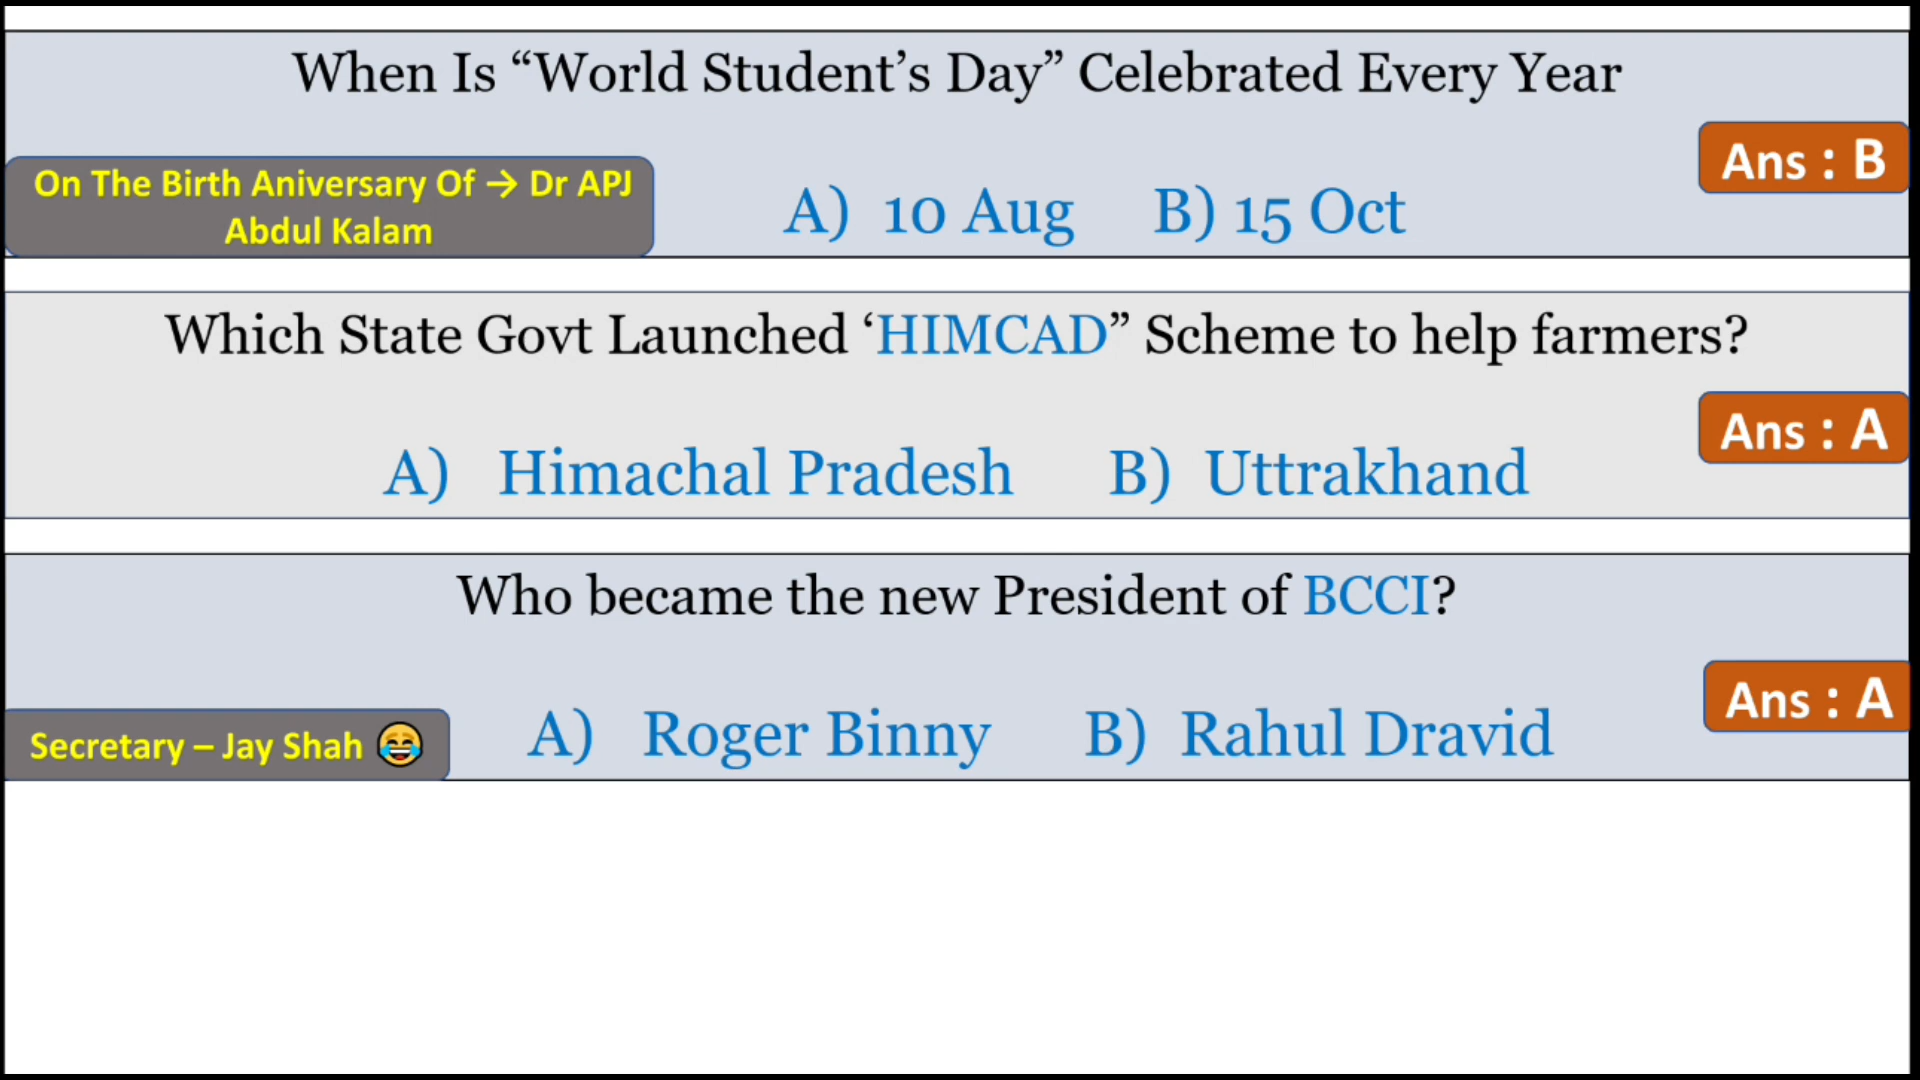 When Is “World Student’s Day” Celebrated Every Year
Ans : B
On The Birth Aniversary Of → Dr APJ
Abdul Kalam
A) 10 Aug B) 15 Oct
Which State Govt Launched ‘HIMCAD” Scheme to help farmers?
Ans : A
A) Himachal Pradesh B) Uttrakhand
Who became the new President of BCCI?
Ans : A
Secretary – Jay Shah 😂
A) Roger Binny B) Rahul Dravid